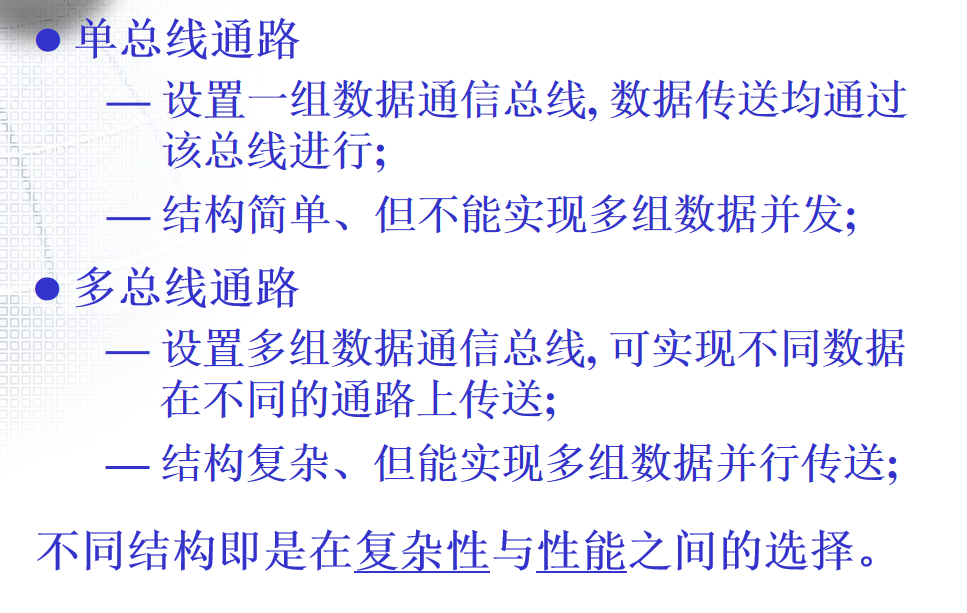 ● 单总线通路
— 设置一组数据通信总线, 数据传送均通过
该总线进行;
— 结构简单、但不能实现多组数据并发;
● 多总线通路
— 设置多组数据通信总线, 可实现不同数据
在不同的通路上传送;
— 结构复杂、但能实现多组数据并行传送;
不同结构即是在复杂性与性能之间的选择。